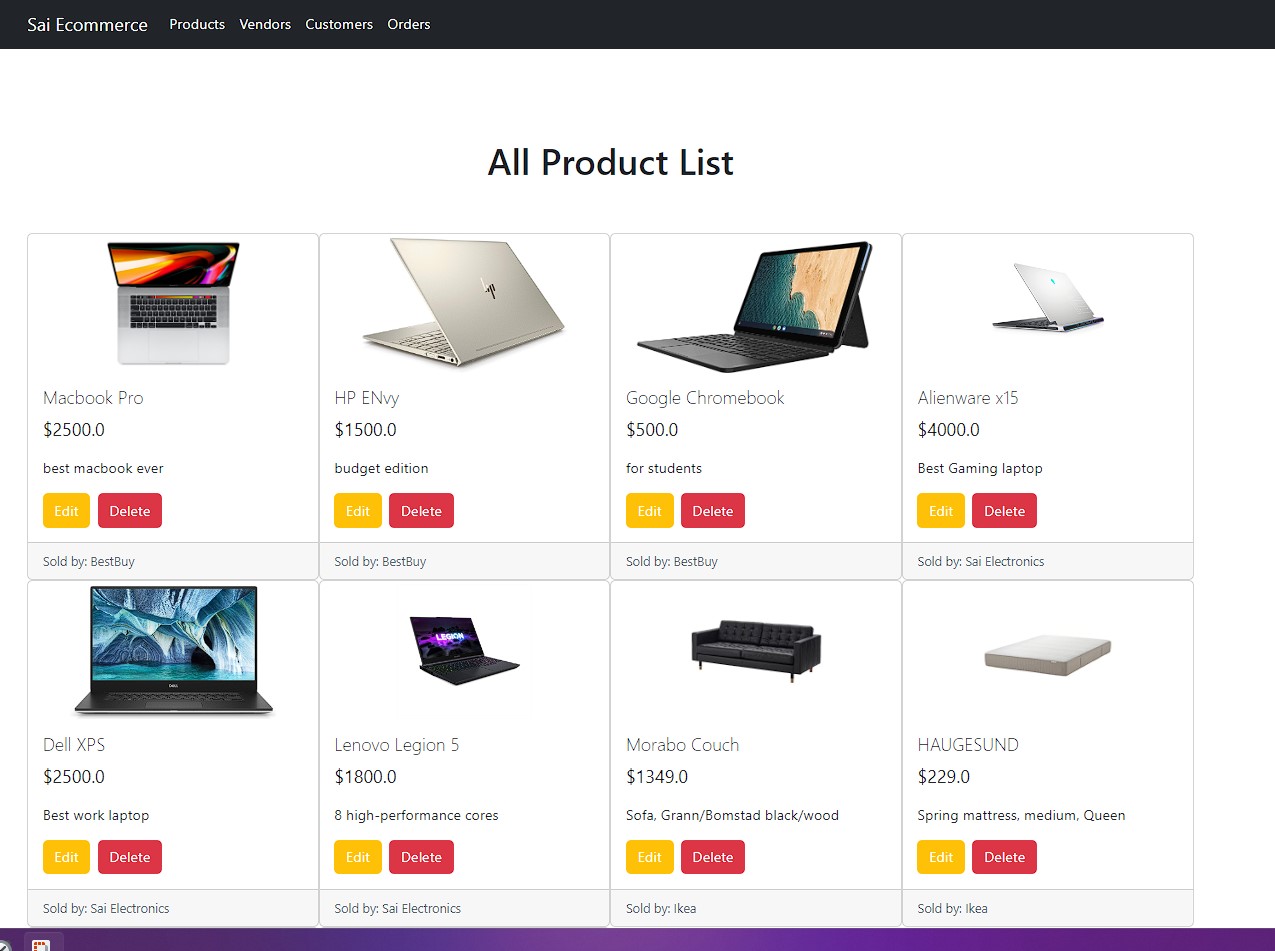 Sai Ecommerce Products Vendors Customers Orders
All Product List
Macbook Pro
$2500.0
best macbook ever
Edit Delete
Sold by: BestBuy
HP ENvy
$1500.0
budget edition
Edit Delete
Sold by: BestBuy
Google Chromebook
$500.0
for students
Edit Delete
Sold by: BestBuy
Alienware x15
$4000.0
Best Gaming laptop
Edit Delete
Sold by: Sai Electronics
DELL
Dell XPS
$2500.0
Best work laptop
Edit Delete
Sold by: Sai Electronics
LEGION
Lenovo Legion 5
$1800.0
8 high-performance cores
Edit Delete
Sold by: Sai Electronics
Morabo Couch
$1349.0
Sofa, Grann/Bomstad black/wood
Edit Delete
Sold by: Ikea
HAUGESUND
$229.0
Spring mattress, medium, Queen
Edit Delete
Sold by: Ikea